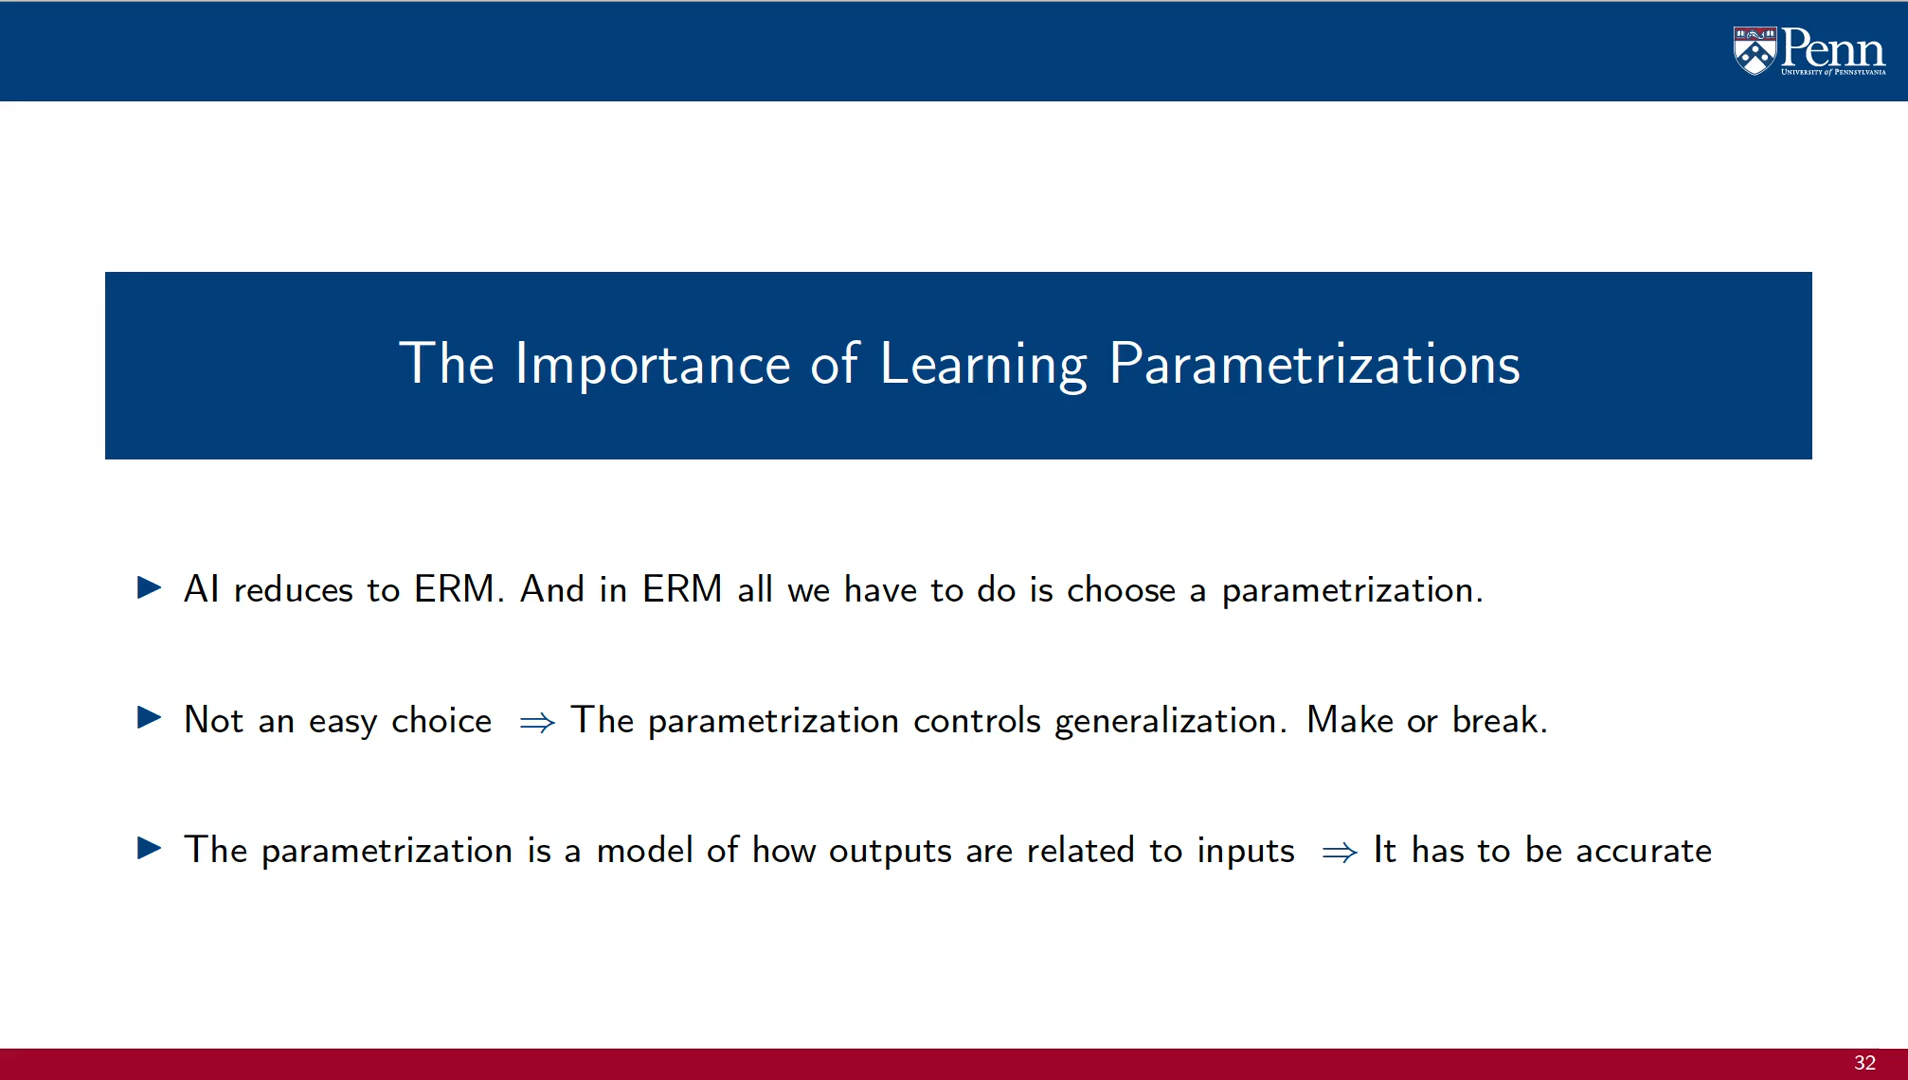 Penn
UNIVERSITY of PENNSYLVANIA
The Importance of Learning Parametrizations
▶ AI reduces to ERM. And in ERM all we have to do is choose a parametrization.
▶ Not an easy choice ⇒ The parametrization controls generalization. Make or break.
▶ The parametrization is a model of how outputs are related to inputs ⇒ It has to be accurate
32